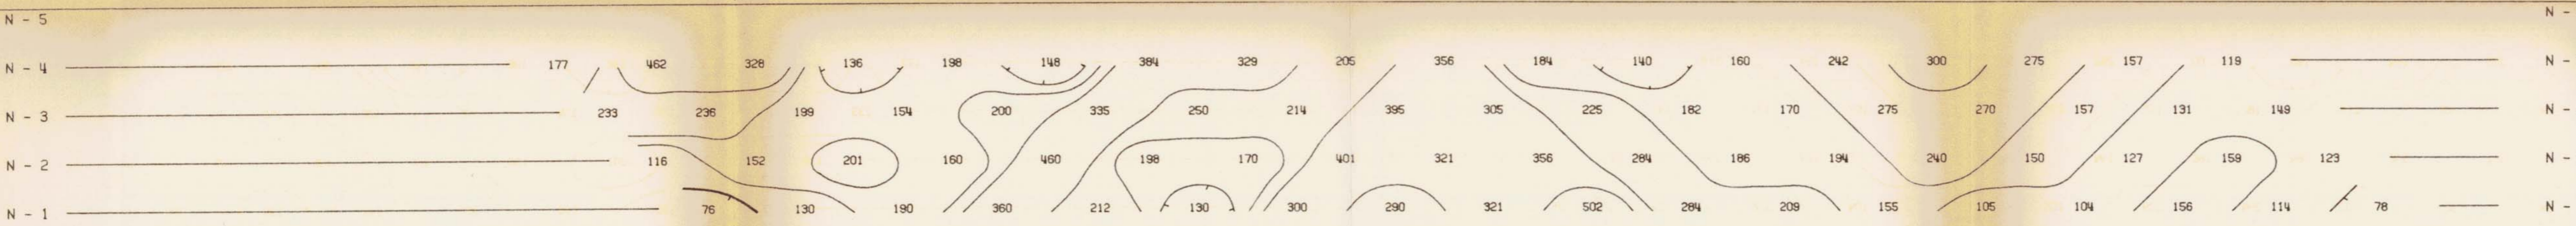 N - 5 N -
N - 4 177 462 328 136 198 148 384 329 205 356 184 140 160 242 300 275 157 119 N -
N - 3 233 236 199 154 200 335 250 214 395 305 225 182 170 275 270 157 131 149 N -
N - 2 116 152 201 160 460 198 170 401 321 356 284 186 194 240 150 127 159 123 N -
N - 1 76 130 190 360 212 130 300 290 321 502 284 209 155 105 104 156 114 78 N -